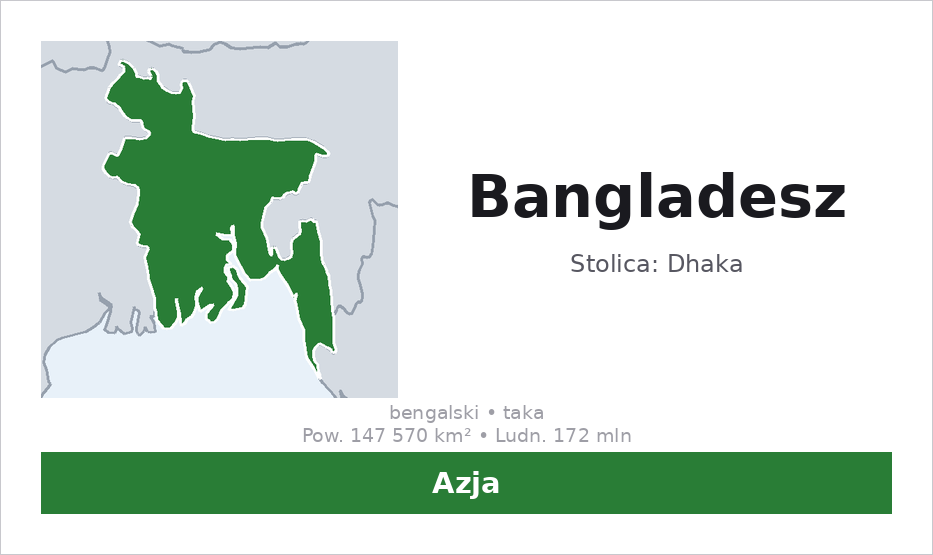 Bangladesz
Stolica: Dhaka
bengalski • taka
Pow. 147 570 km² • Ludn. 172 mln
Azja